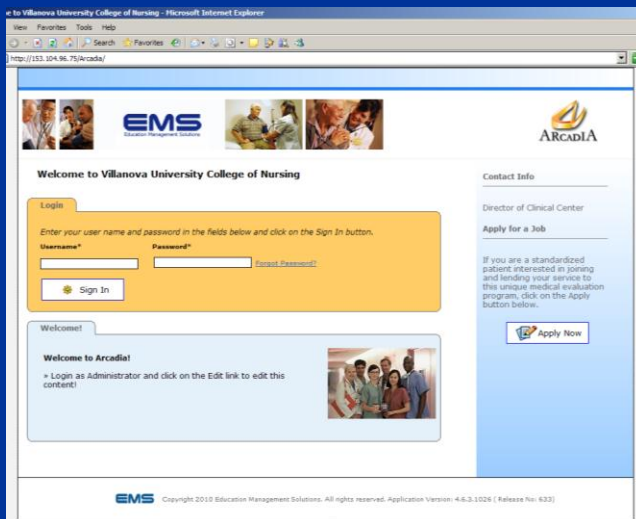 e to Villanova University College of Nursing - Microsoft Internet Explorer
View Favorites Tools Help
Search Favorites
http://153.104.96.75/Arcadia/
EMS
Education Management Solutions
ARCADIA
Welcome to Villanova University College of Nursing
Login
Enter your user name and password in the fields below and click on the Sign In button.
Username* Password*
Forgot Password?
Sign In
Welcome!
Welcome to Arcadia!
» Login as Administrator and click on the Edit link to edit this
content!
Contact Info
Director of Clinical Center
Apply for a Job
If you are a standardized
patient interested in joining
and lending your service to
this unique medical evaluation
program, click on the Apply
button below.
Apply Now
EMS Copyright 2010 Education Management Solutions. All rights reserved. Application Version: 4.6.3.1026 ( Release No: 633)